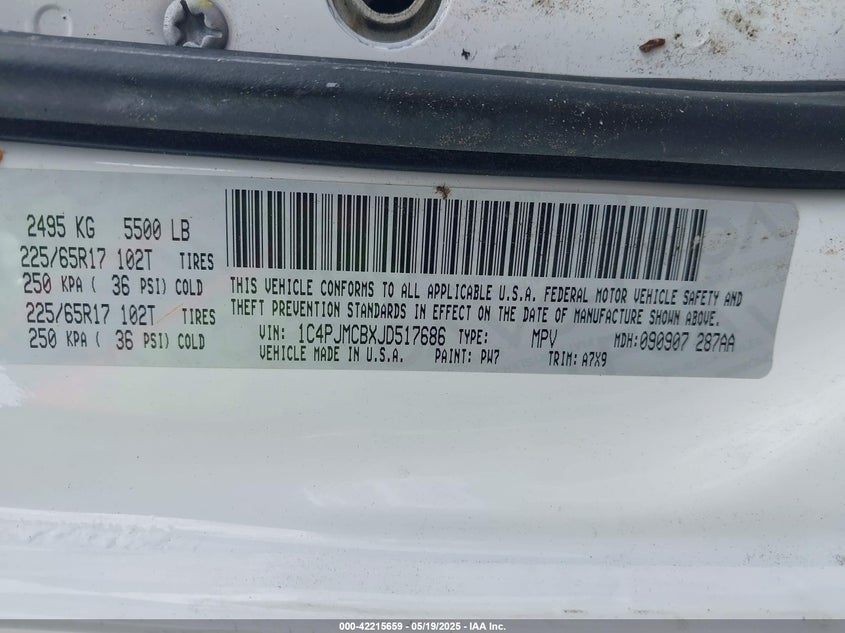 2495 KG 5500 LB
225/65R17 102T TIRES
250 KPA ( 36 PSI) COLD
225/65R17 102T TIRES
250 KPA ( 36 PSI) COLD
THIS VEHICLE CONFORMS TO ALL APPLICABLE U.S.A. FEDERAL MOTOR VEHICLE SAFETY AND
THEFT PREVENTION STANDARDS IN EFFECT ON THE DATE OF MANUFACTURE SHOWN ABOVE.
VIN: 1C4PJMCBXJD517686 TYPE: MPV MDH:090907 287AA
VEHICLE MADE IN U.S.A. PAINT: PW7 TRIM: A7X9
000-42215659 - 05/19/2025 - IAA Inc.